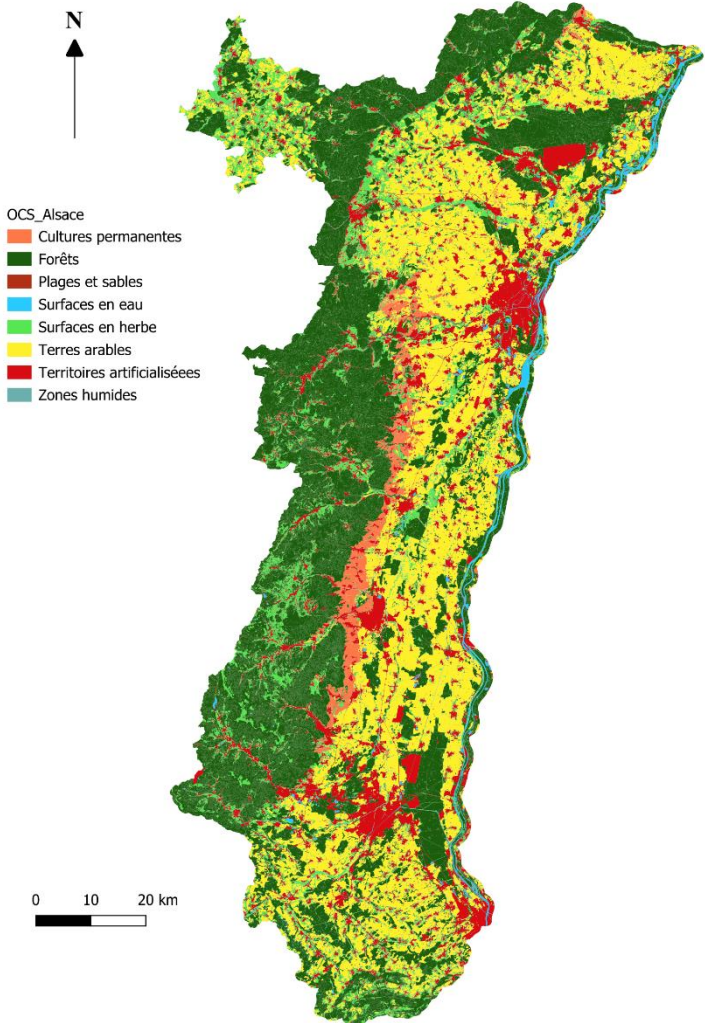 N
OCS_Alsace
Cultures permanentes
Forêts
Plages et sables
Surfaces en eau
Surfaces en herbe
Terres arables
Territoires artificialiséees
Zones humides
0 10 20 km